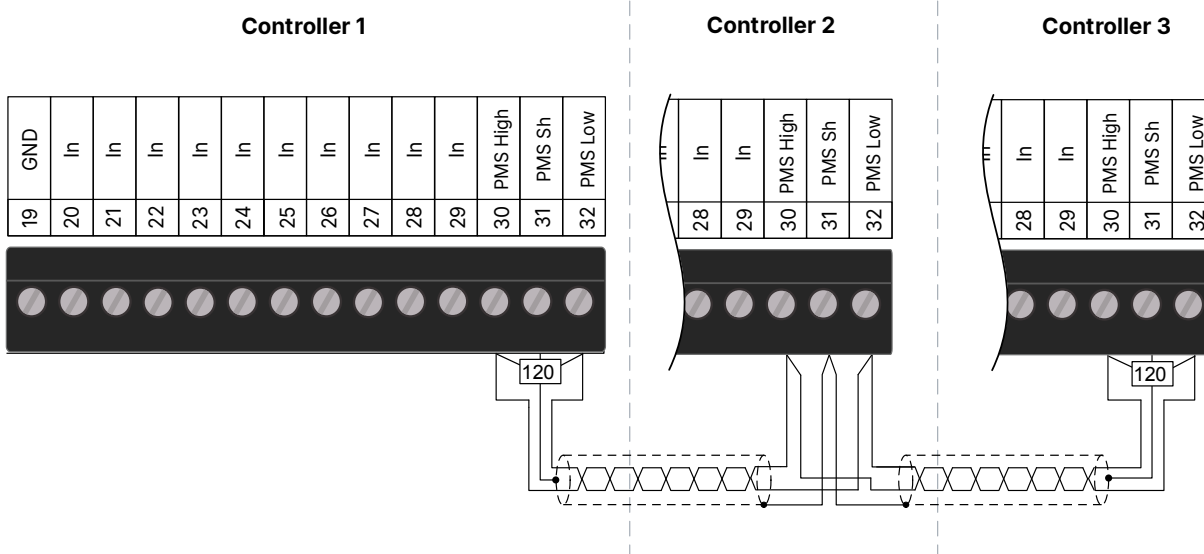 Controller 1
Controller 2
Controller 3
GND
In
In
In
In
In
In
In
In
In
In
PMS High
PMS Sh
PMS Low
19
20
21
22
23
24
25
26
27
28
29
30
31
32
In
In
PMS High
PMS Sh
PMS Low
28
29
30
31
32
In
In
PMS High
PMS Sh
PMS Low
28
29
30
31
32
120
120